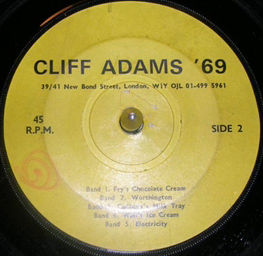 CLIFF ADAMS '69
39/41 New Bond Street, London, W1Y OJL 01-499 5961
45
R.P.M.
SIDE 2
Band 1. Fry's Chocolate Cream
Band 2. Worthington
Band 3. Cadbury's Milk Tray
Band 4. Wall's Ice Cream
Band 5. Electricity